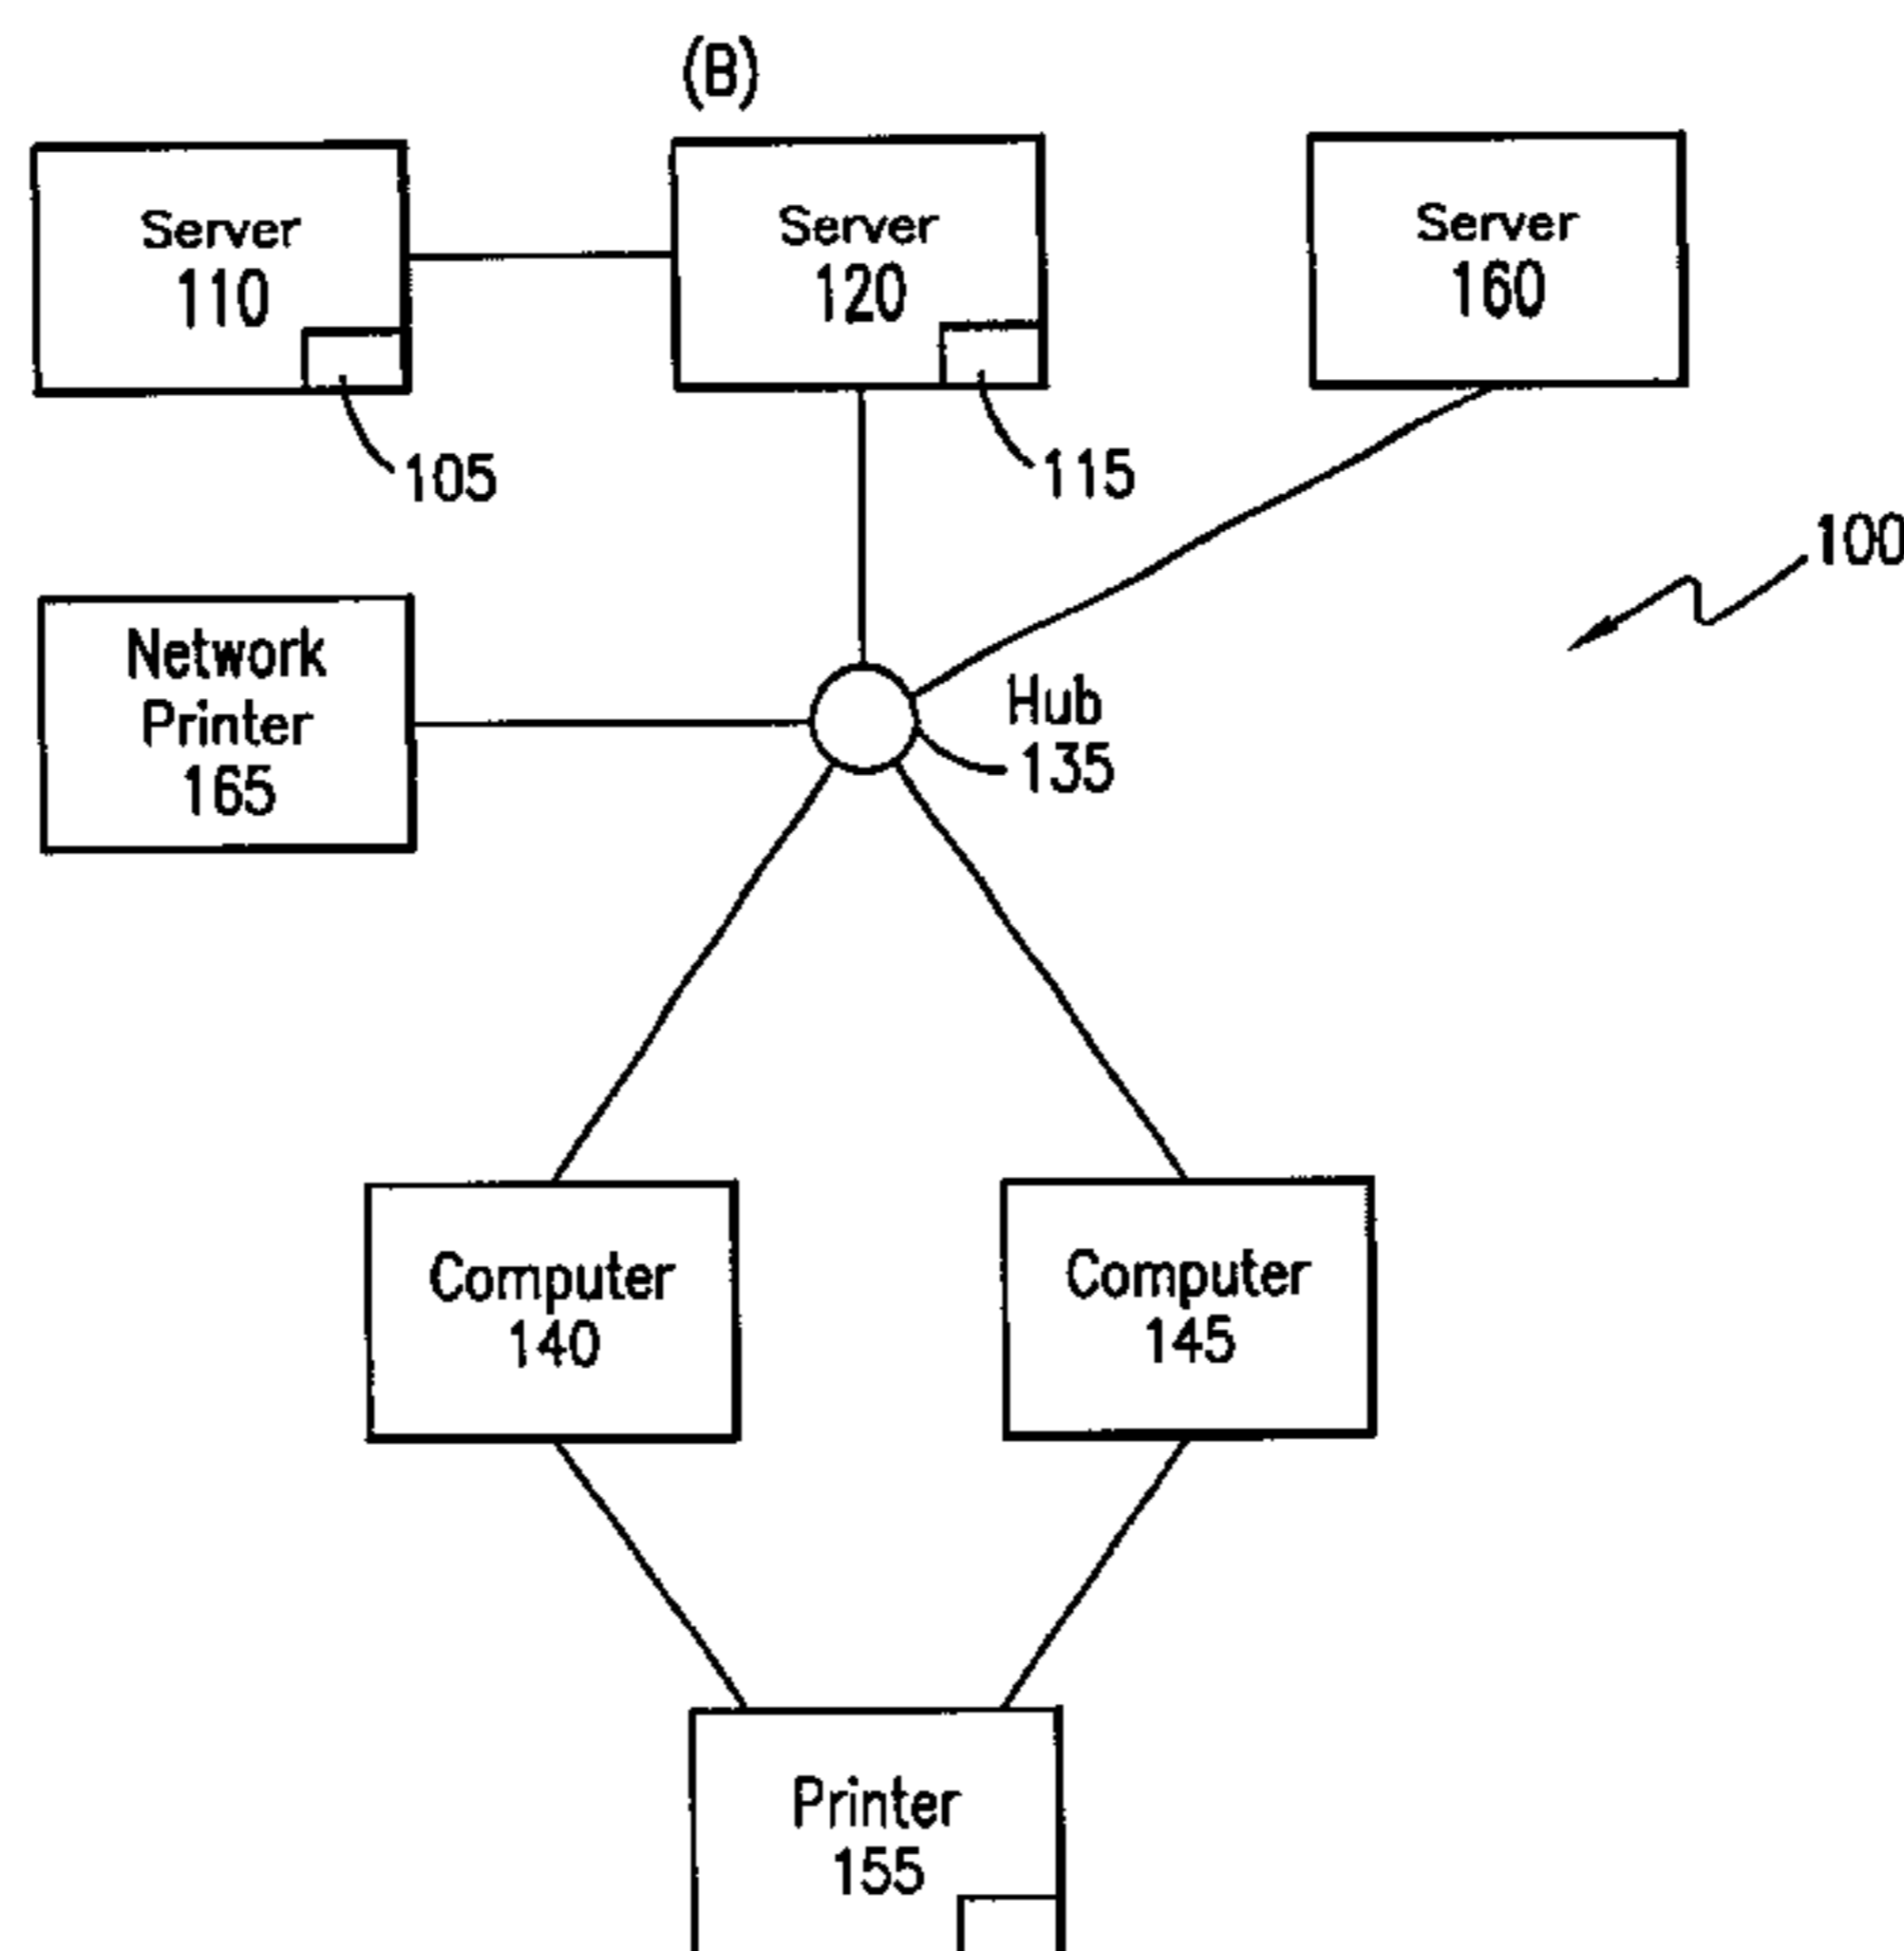 (B)
Server
110
Server
120
Server
160
105
115
100
Network
Printer
165
Hub
135
Computer
140
Computer
145
Printer
155